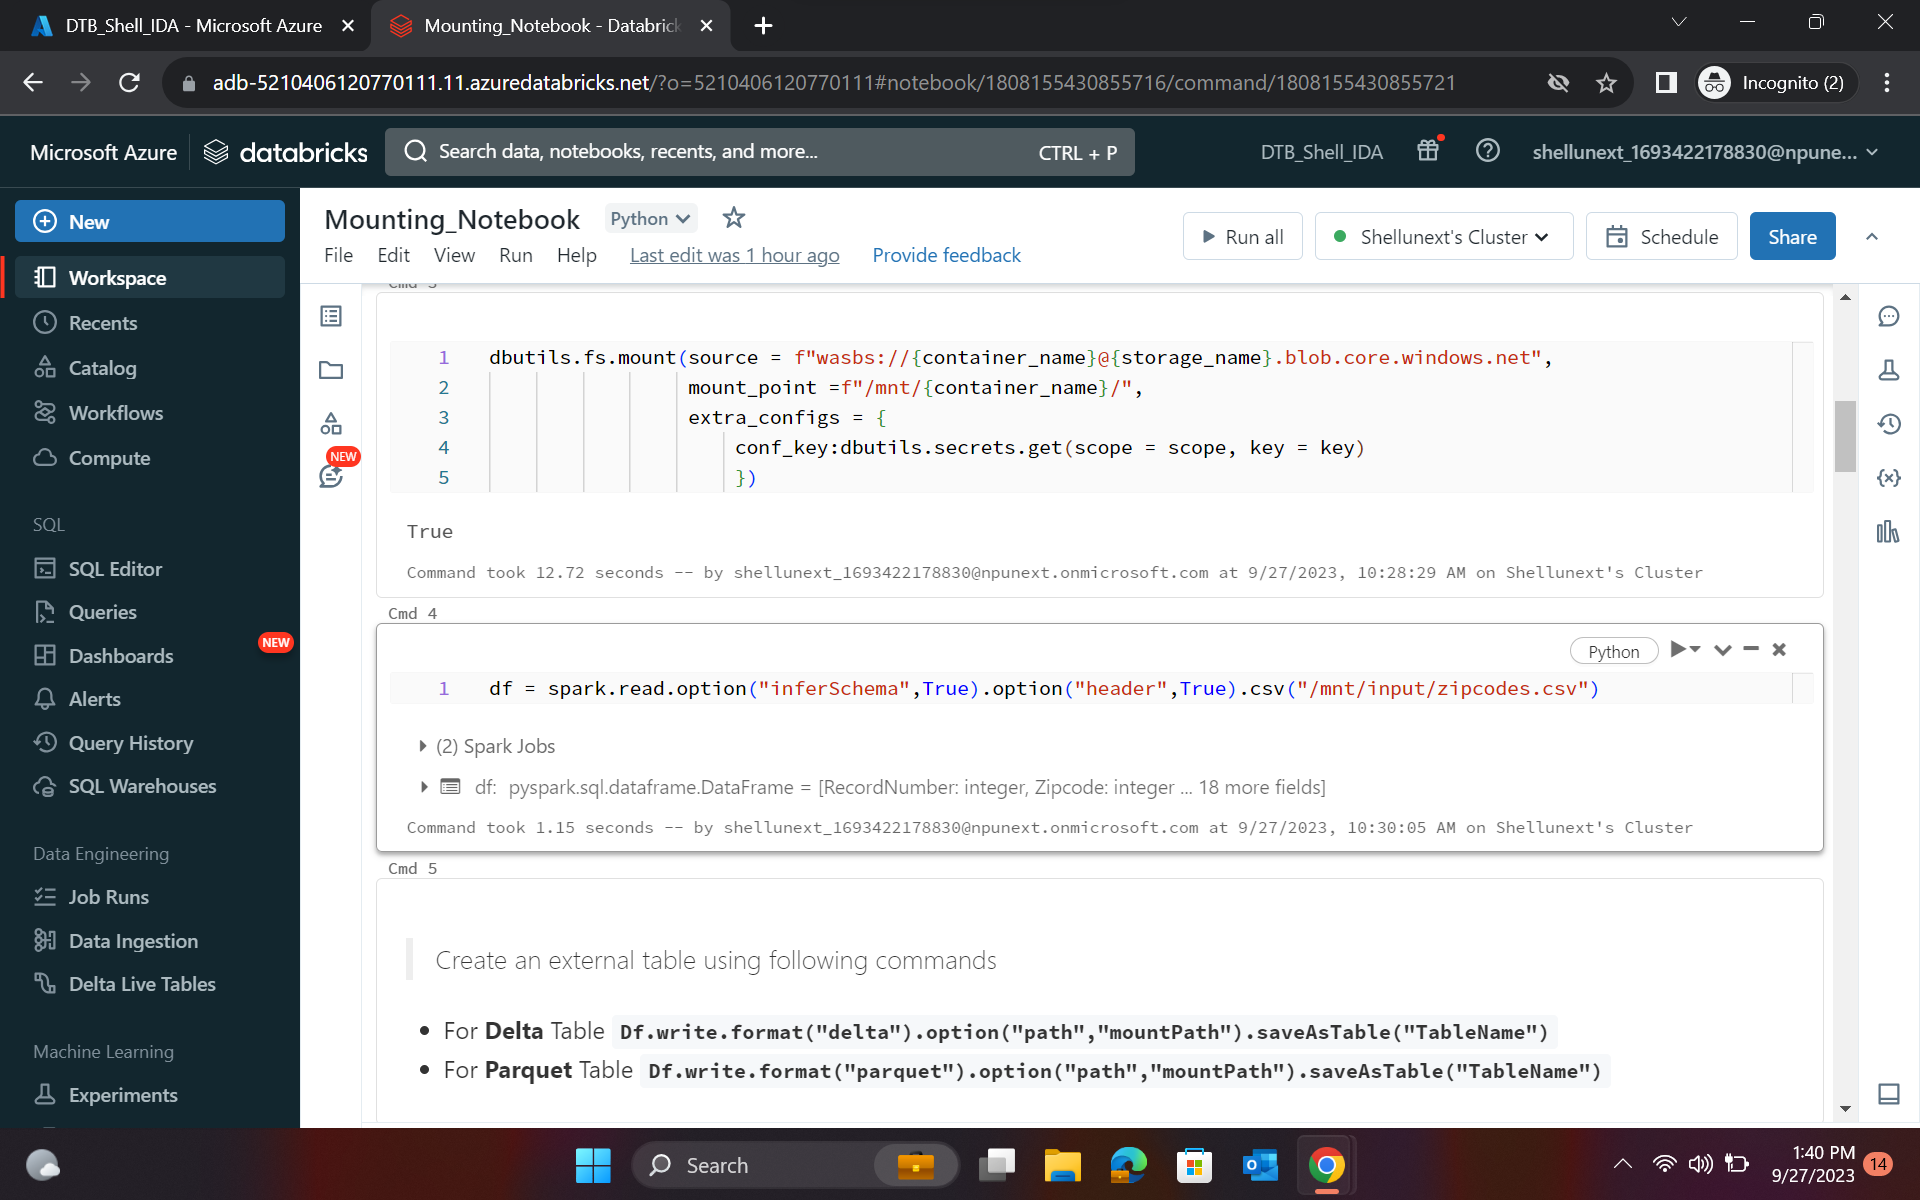 DTB_Shell_IDA - Microsoft Azure
Mounting_Notebook - Databrick
adb-5210406120770111.11.azuredatabricks.net/?o=5210406120770111#notebook/1808155430855716/command/1808155430855721
Incognito (2)
Microsoft Azure
databricks
Search data, notebooks, recents, and more...
CTRL + P
DTB_Shell_IDA
shellunext_1693422178830@npune...
New
Workspace
Recents
Catalog
Workflows
Compute
SQL
SQL Editor
Queries
Dashboards
NEW
Alerts
Query History
SQL Warehouses
Data Engineering
Job Runs
Data Ingestion
Delta Live Tables
Machine Learning
Experiments
Mounting_Notebook
Python
File Edit View Run Help Last edit was 1 hour ago Provide feedback
Run all
Shellunext's Cluster
Schedule
Share
NEW
Cmd 3
1 dbutils.fs.mount(source = f"wasbs://{container_name}@{storage_name}.blob.core.windows.net",
2 mount_point =f"/mnt/{container_name}/",
3 extra_configs = {
4 conf_key:dbutils.secrets.get(scope = scope, key = key)
5 })
True
Command took 12.72 seconds -- by shellunext_1693422178830@npunext.onmicrosoft.com at 9/27/2023, 10:28:29 AM on Shellunext's Cluster
Cmd 4
Python
1 df = spark.read.option("inferSchema",True).option("header",True).csv("/mnt/input/zipcodes.csv")
(2) Spark Jobs
df: pyspark.sql.dataframe.DataFrame = [RecordNumber: integer, Zipcode: integer ... 18 more fields]
Command took 1.15 seconds -- by shellunext_1693422178830@npunext.onmicrosoft.com at 9/27/2023, 10:30:05 AM on Shellunext's Cluster
Cmd 5
Create an external table using following commands
• For Delta Table Df.write.format("delta").option("path","mountPath").saveAsTable("TableName")
• For Parquet Table Df.write.format("parquet").option("path","mountPath").saveAsTable("TableName")
Search
1:40 PM
9/27/2023
14